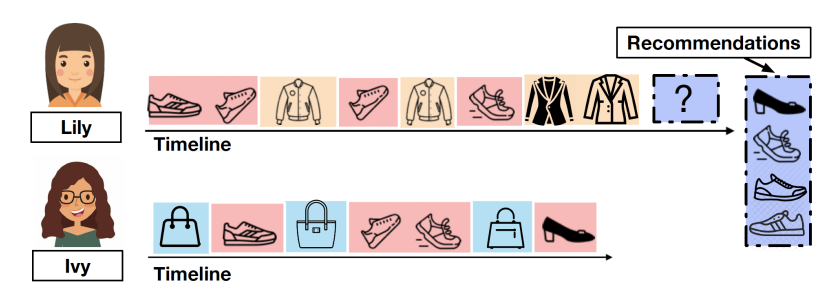 Recommendations
?
Lily
Timeline
Ivy
Timeline